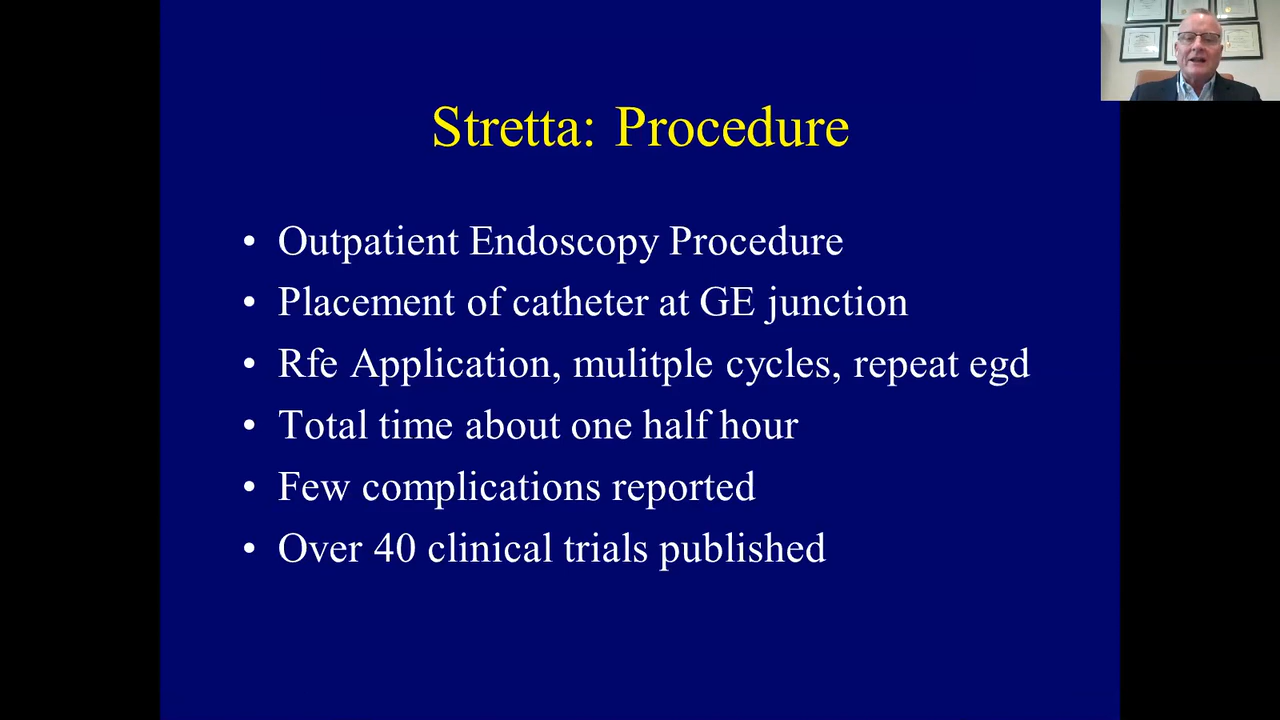 Stretta: Procedure
• Outpatient Endoscopy Procedure
• Placement of catheter at GE junction
• Rfe Application, mulitple cycles, repeat egd
• Total time about one half hour
• Few complications reported
• Over 40 clinical trials published